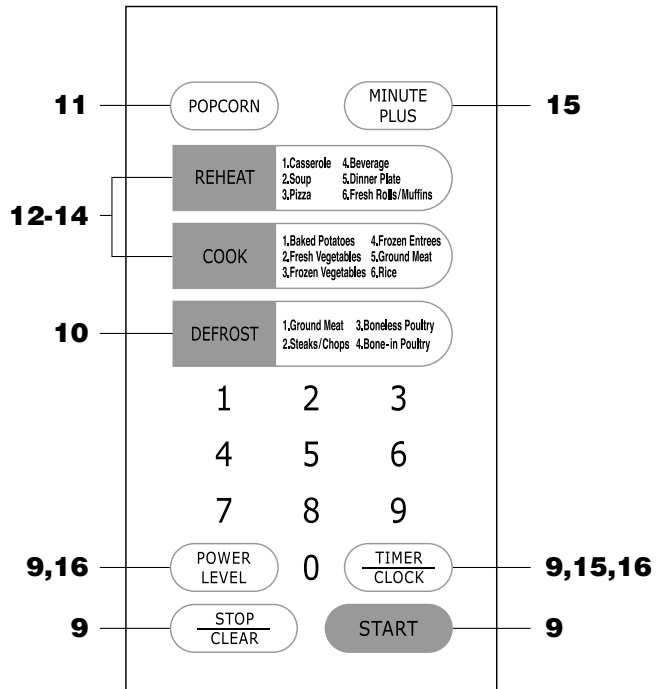 11 POPCORN MINUTE PLUS 15
12-14
REHEAT
1.Casserole 4.Beverage
2.Soup 5.Dinner Plate
3.Pizza 6.Fresh Rolls/Muffins
COOK
1.Baked Potatoes 4.Frozen Entrees
2.Fresh Vegetables 5.Ground Meat
3.Frozen Vegetables 6.Rice
10 DEFROST
1.Ground Meat 3.Boneless Poultry
2.Steaks/Chops 4.Bone-in Poultry
1 2 3
4 5 6
7 8 9
9,16 POWER LEVEL 0 TIMER CLOCK 9,15,16
9 STOP CLEAR START 9